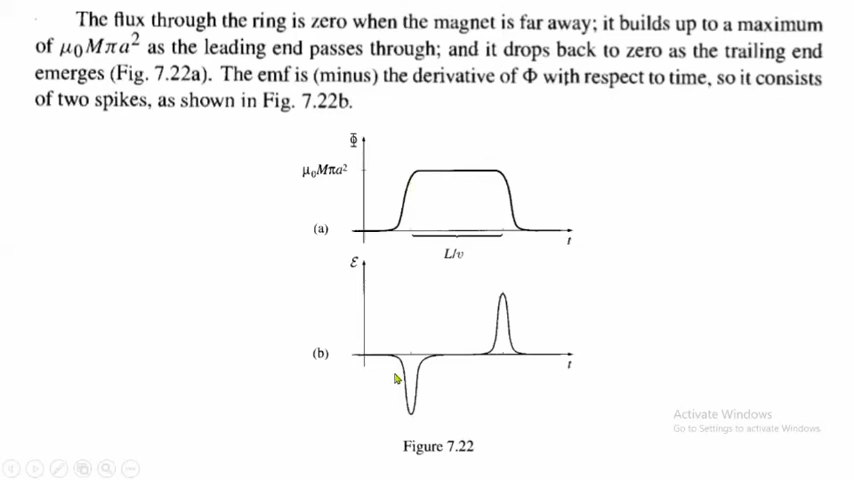 The flux through the ring is zero when the magnet is far away; it builds up to a maximum
of μ₀Mπa² as the leading end passes through; and it drops back to zero as the trailing end
emerges (Fig. 7.22a). The emf is (minus) the derivative of Φ with respect to time, so it consists
of two spikes, as shown in Fig. 7.22b.
Φ
μ₀Mπa²
(a)
t
L/v
ℰ
(b)
t
Activate Windows
Go to Settings to activate Windows.
Figure 7.22